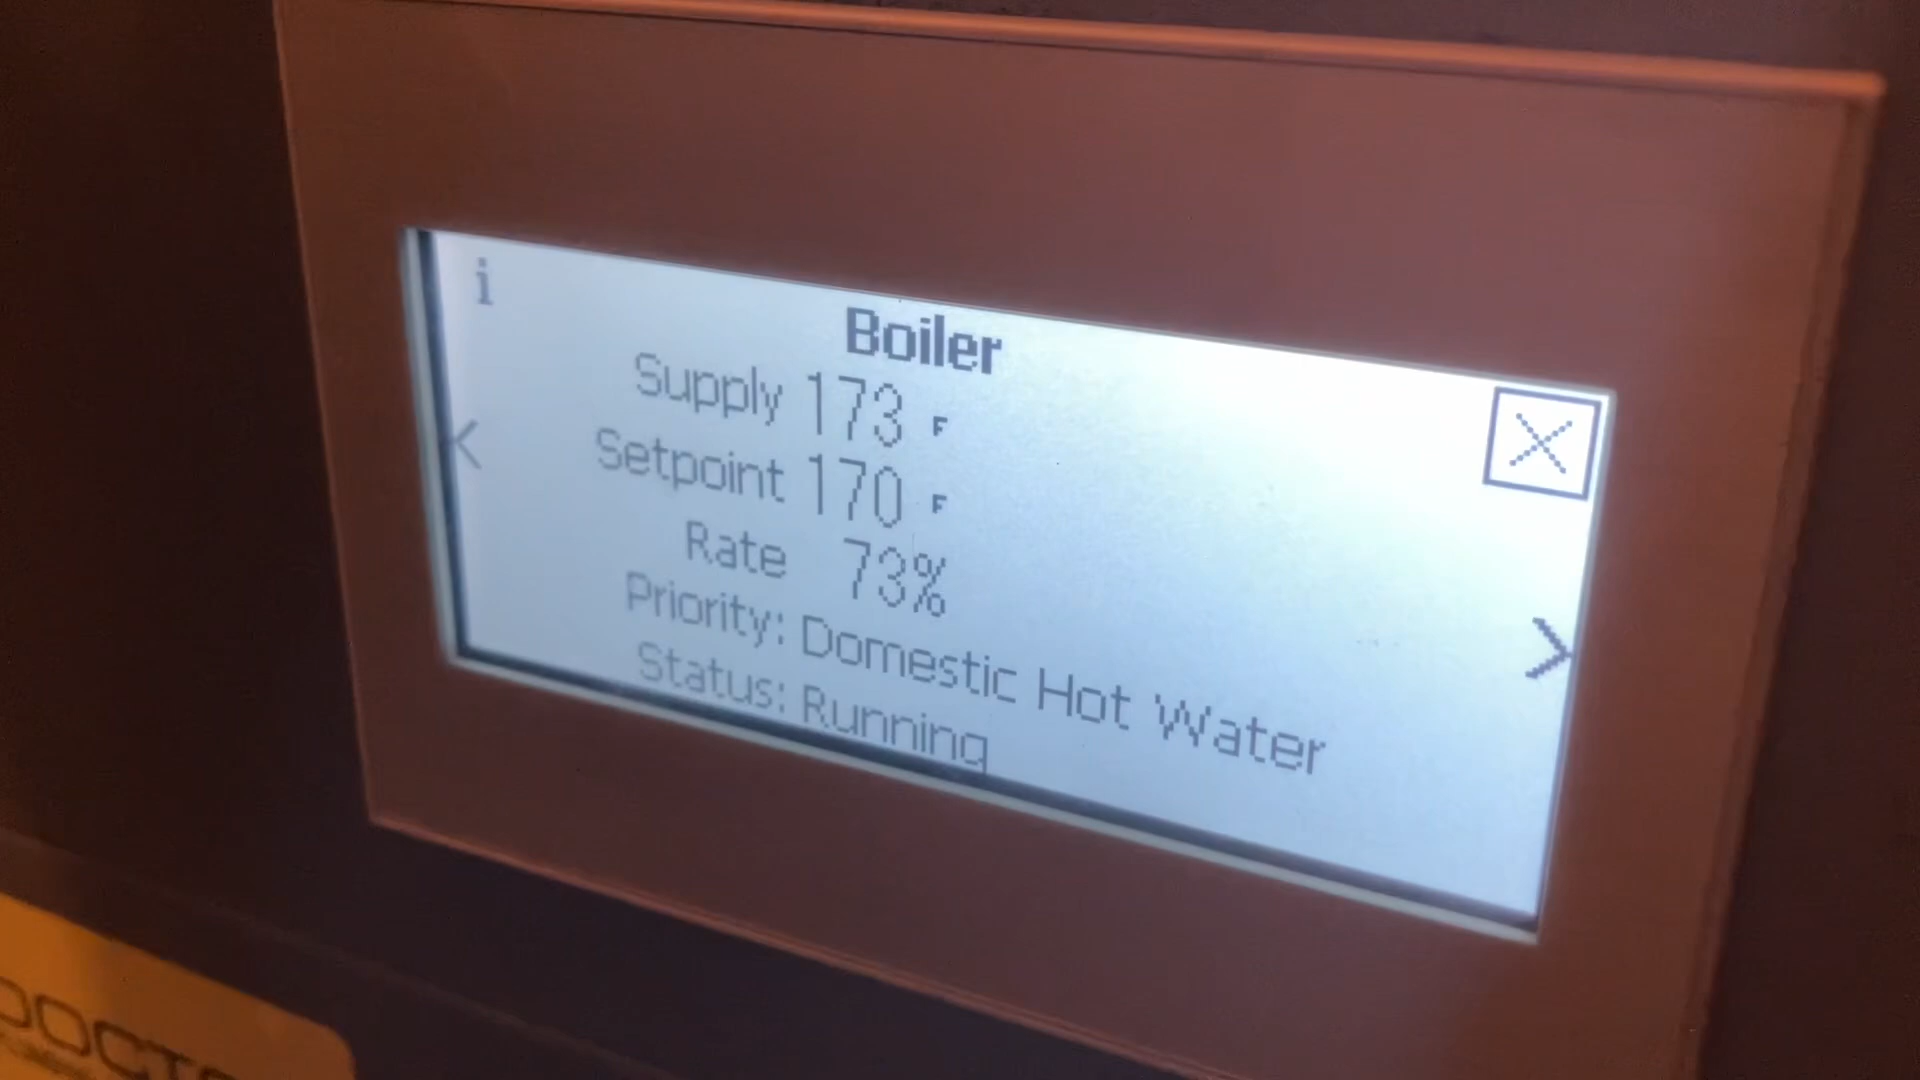 i
Boiler
Supply 173 F
Setpoint 170 F
Rate 73%
Priority: Domestic Hot Water
Status: Running